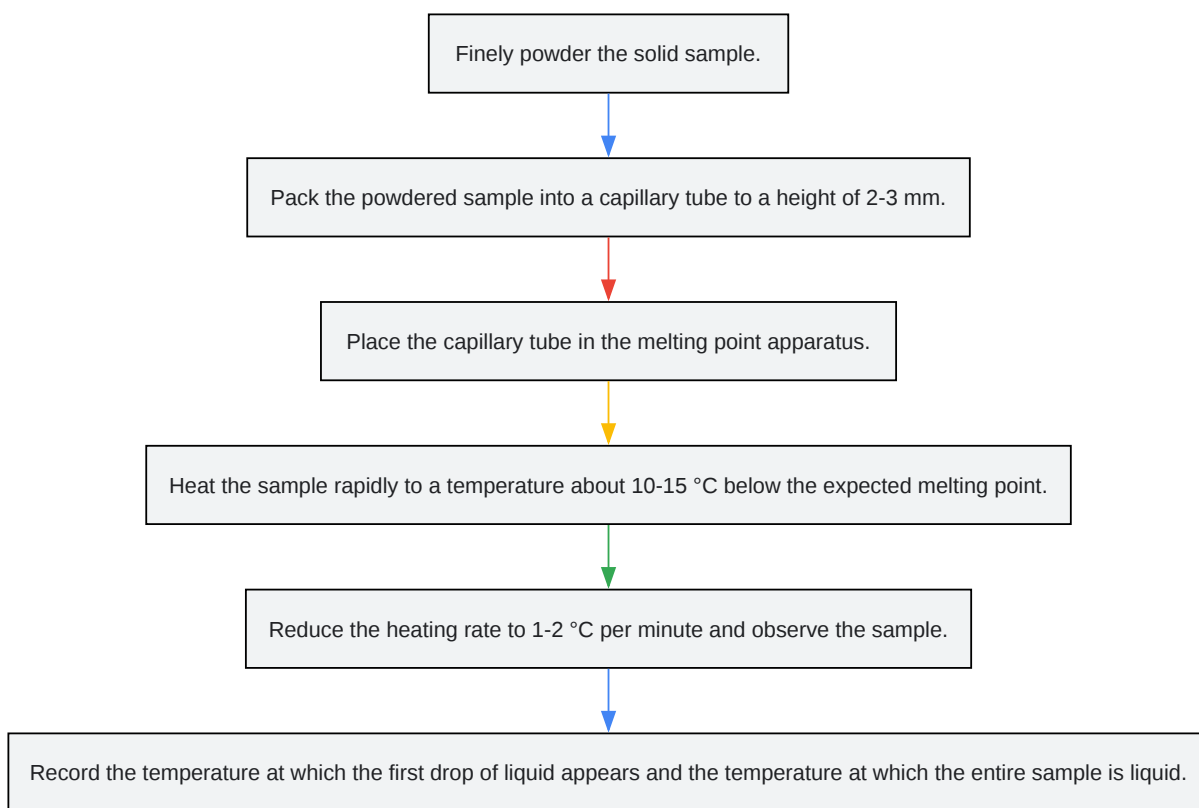 Finely powder the solid sample.
Pack the powdered sample into a capillary tube to a height of 2-3 mm.
Place the capillary tube in the melting point apparatus.
Heat the sample rapidly to a temperature about 10-15 °C below the expected melting point.
Reduce the heating rate to 1-2 °C per minute and observe the sample.
Record the temperature at which the first drop of liquid appears and the temperature at which the entire sample is liquid.